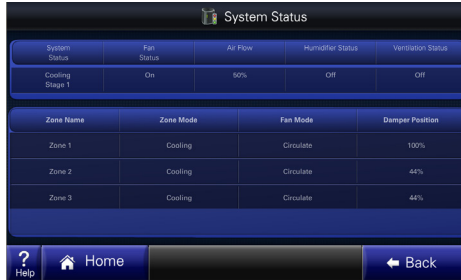 System Status
System Status Fan Status Air Flow Humidifier Status Ventilation Status
Cooling Stage 1 On 50% Off Off
Zone Name Zone Mode Fan Mode Damper Position
Zone 1 Cooling Circulate 100%
Zone 2 Cooling Circulate 44%
Zone 3 Cooling Circulate 44%
? Help Home Back